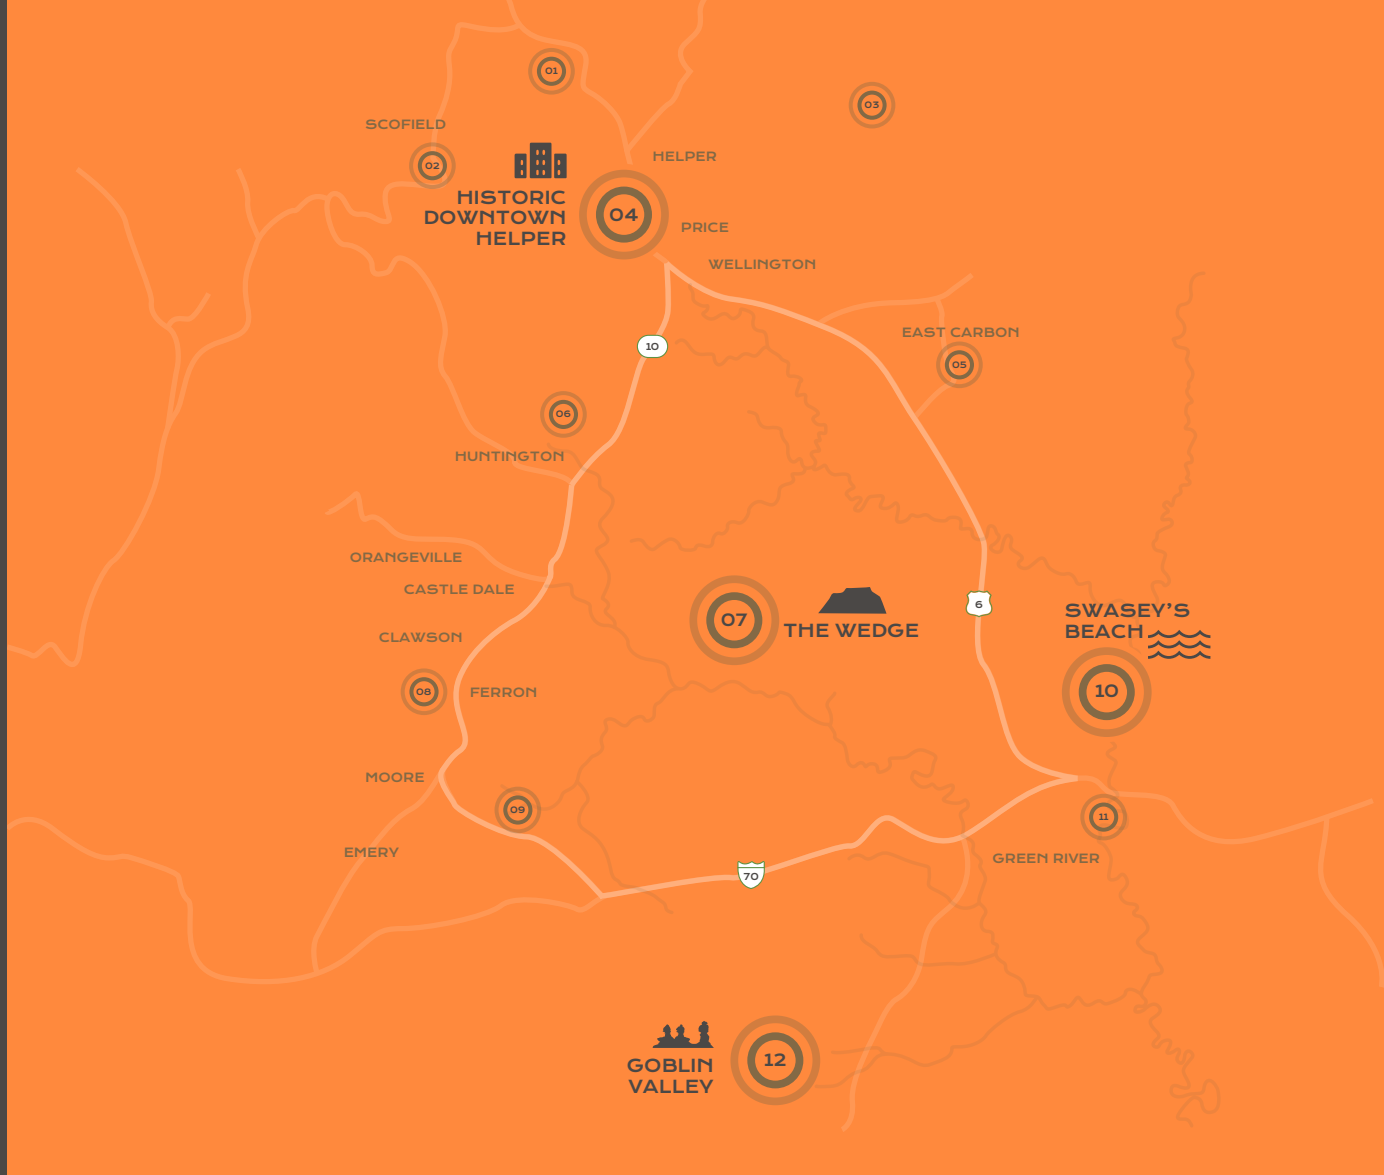 01
03
SCOFIELD
02
HELPER
HISTORIC
DOWNTOWN
HELPER
04
PRICE
WELLINGTON
EAST CARBON
10
05
06
HUNTINGTON
ORANGEVILLE
CASTLE DALE
6
SWASEY'S
BEACH
07
THE WEDGE
CLAWSON
08
FERRON
10
MOORE
09
11
EMERY
GREEN RIVER
70
GOBLIN
VALLEY
12